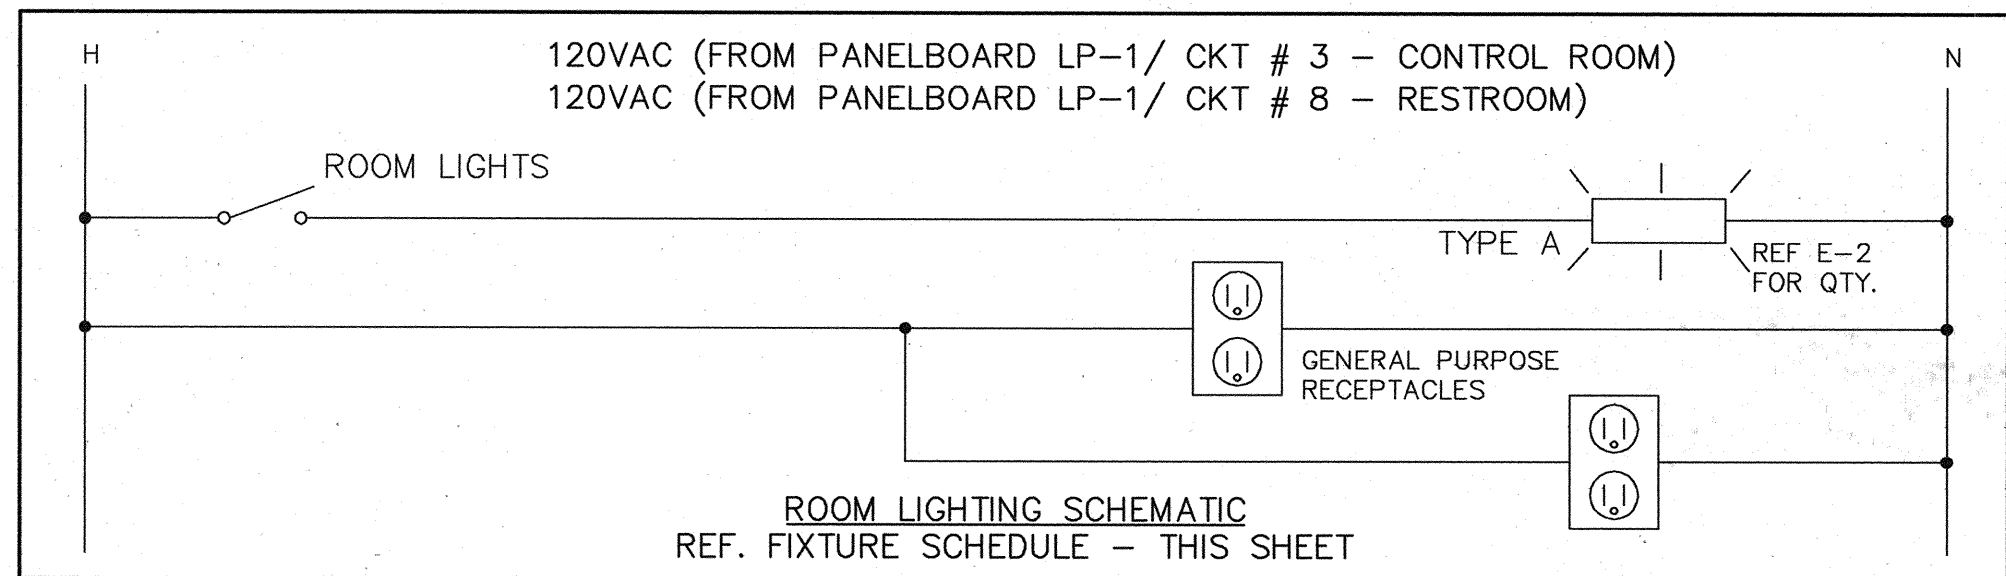 H
120VAC (FROM PANELBOARD LP-1/ CKT # 3 - CONTROL ROOM)
N
120VAC (FROM PANELBOARD LP-1/ CKT # 8 - RESTROOM)
ROOM LIGHTS
TYPE A
REF E-2
FOR QTY.
GENERAL PURPOSE
RECEPTACLES
ROOM LIGHTING SCHEMATIC
REF. FIXTURE SCHEDULE - THIS SHEET